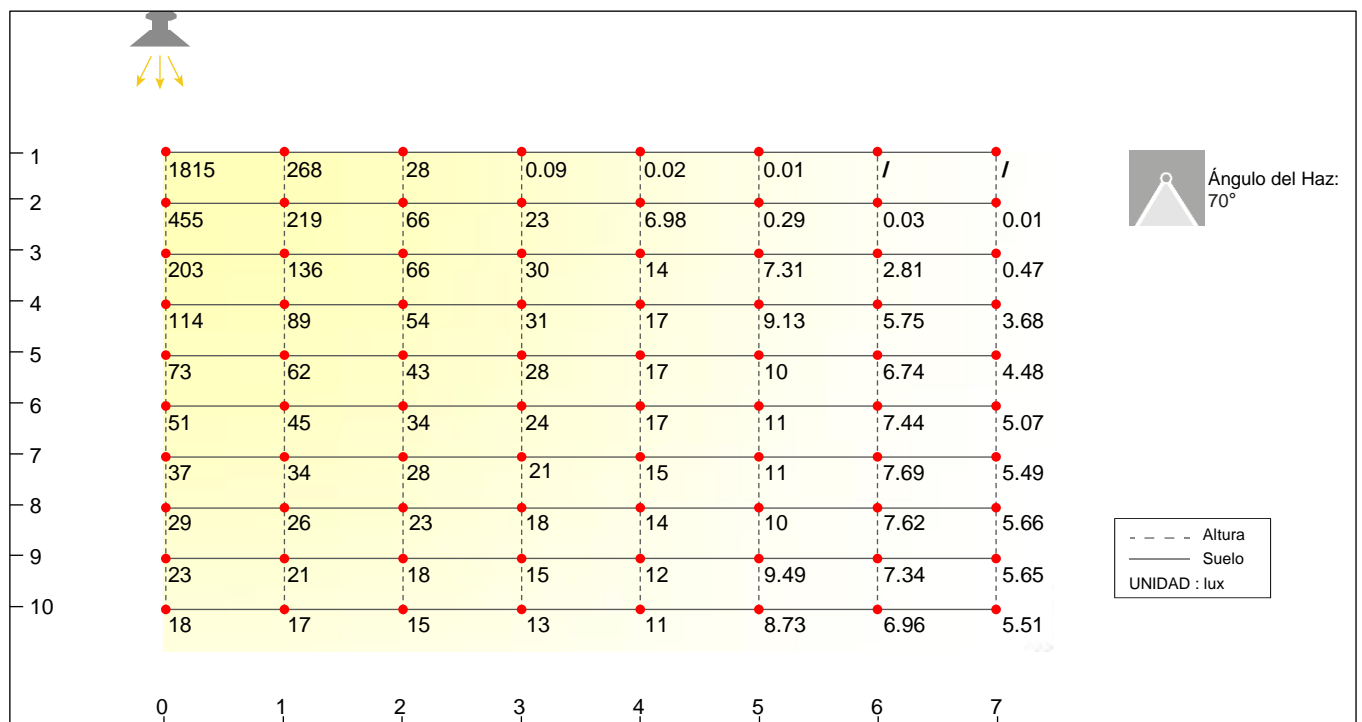 1 1815 268 28 0.09 0.02 0.01 / /
Ángulo del Haz:
70°
2 455 219 66 23 6.98 0.29 0.03 0.01
3 203 136 66 30 14 7.31 2.81 0.47
4 114 89 54 31 17 9.13 5.75 3.68
5 73 62 43 28 17 10 6.74 4.48
6 51 45 34 24 17 11 7.44 5.07
7 37 34 28 21 15 11 7.69 5.49
8 29 26 23 18 14 10 7.62 5.66
9 23 21 18 15 12 9.49 7.34 5.65
10 18 17 15 13 11 8.73 6.96 5.51
Altura
Suelo
UNIDAD : lux
0 1 2 3 4 5 6 7